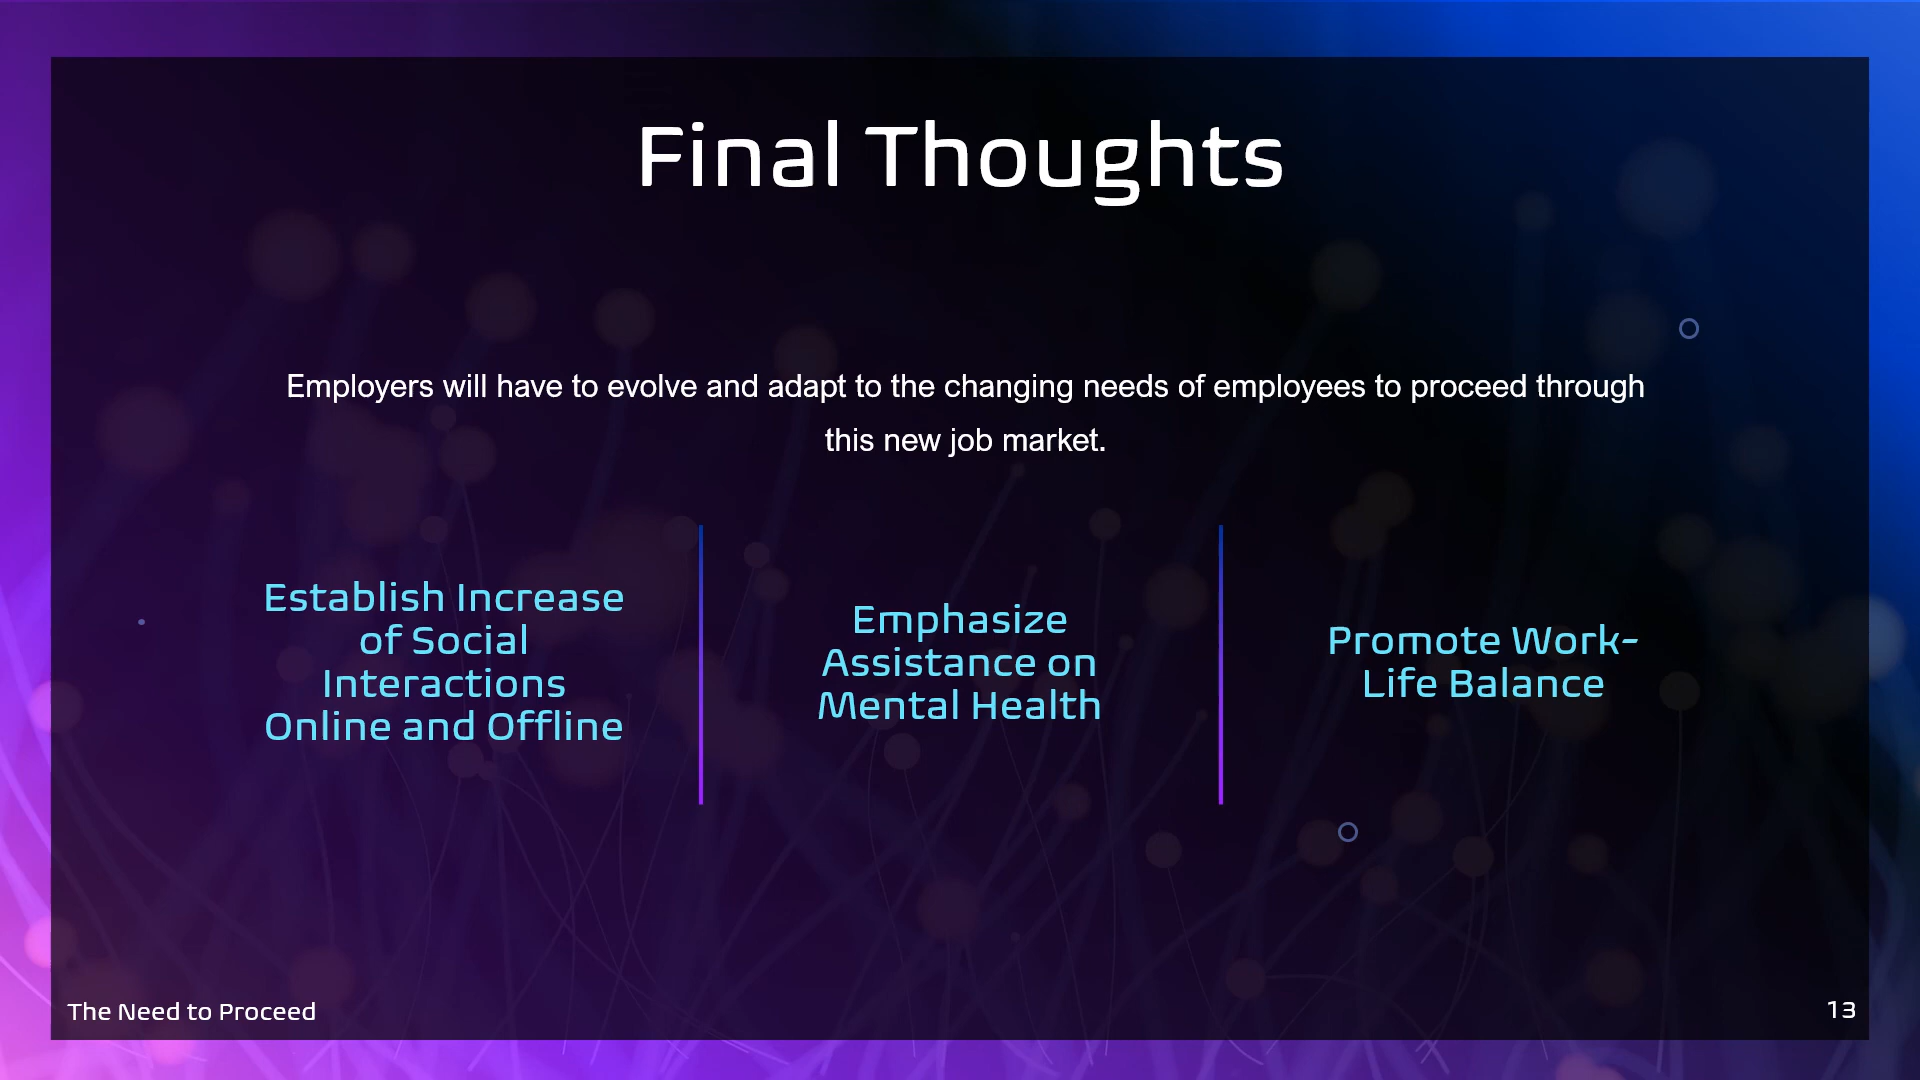 Final Thoughts
Employers will have to evolve and adapt to the changing needs of employees to proceed through
this new job market.
Establish Increase
of Social
Interactions
Online and Offline
Emphasize
Assistance on
Mental Health
Promote Work-
Life Balance
The Need to Proceed
13